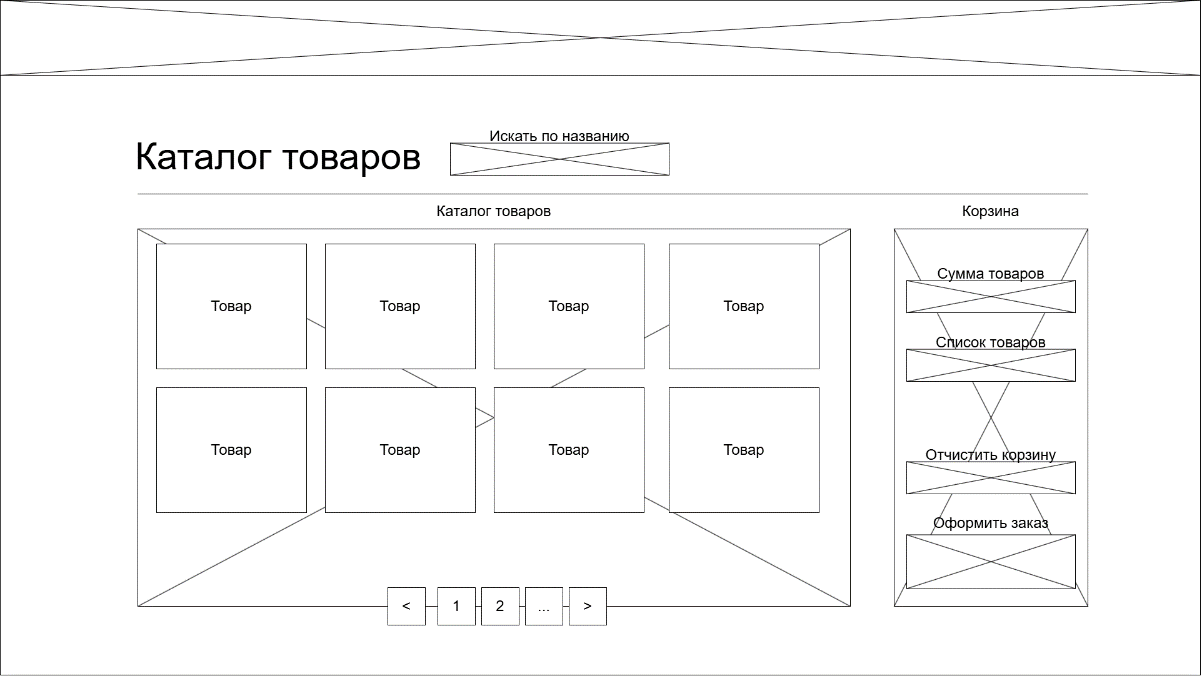 Искать по названию
Каталог товаров
Каталог товаров
Корзина
Товар
Товар
Товар
Товар
Товар
Товар
Товар
Товар
< 1 2 ... >
Сумма товаров
Список товаров
Отчистить корзину
Оформить заказ